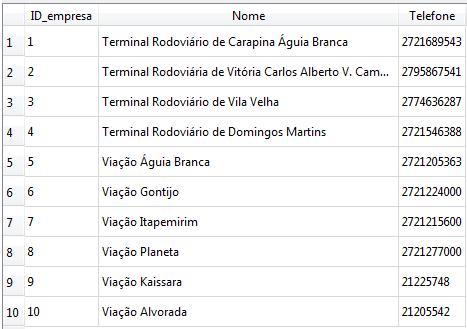 ID_empresa Nome Telefone
1 1 Terminal Rodoviário de Carapina Águia Branca 2721689543
2 2 Terminal Rodoviária de Vitória Carlos Alberto V. Cam... 2795867541
3 3 Terminal Rodoviário de Vila Velha 2774636287
4 4 Terminal Rodoviário de Domingos Martins 2721546388
5 5 Viação Águia Branca 2721205363
6 6 Viação Gontijo 2721224000
7 7 Viação Itapemirim 2721215600
8 8 Viação Planeta 2721277000
9 9 Viação Kaissara 21225748
10 10 Viação Alvorada 21205542